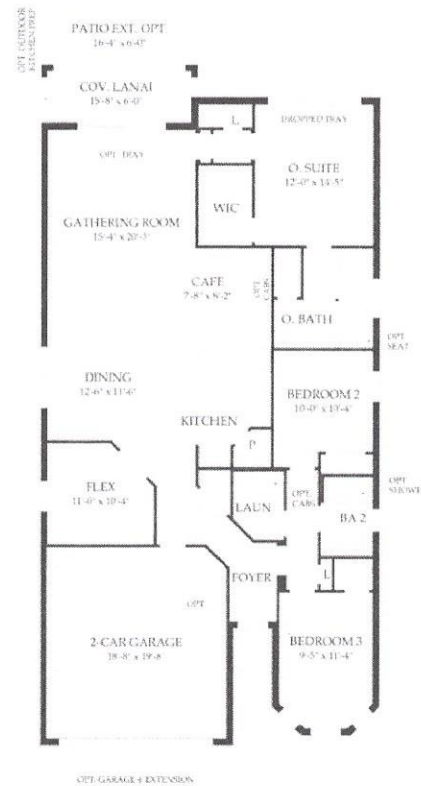 OPT. OUTDOOR
KITCHEN PREP
PATIO EXT. OPT
16'-4" x 6'-0"
COV. LANAI
15'-8" x 6'-0"
L
DROPPED TRAY
OPT. TRAY
O. SUITE
12'-0" x 14'-5"
WIC
GATHERING ROOM
15'-4" x 20'-3"
CAFE
7'-8" x 8'-2"
OPT.
CABS
O. BATH
OPT
SEAT
DINING
12'-6" x 11'-6"
BEDROOM 2
10'-0" x 10'-4"
KITCHEN
P
FLEX
11'-0" x 10'-4"
LAUN
OPT.
CABS
OPT
SHOWE
BA 2
FOYER
L
OPT
2-CAR GARAGE
18'-8" x 19'-8
BEDROOM 3
9'-5" x 11'-4"
OPT. GARAGE 4' EXTENSION